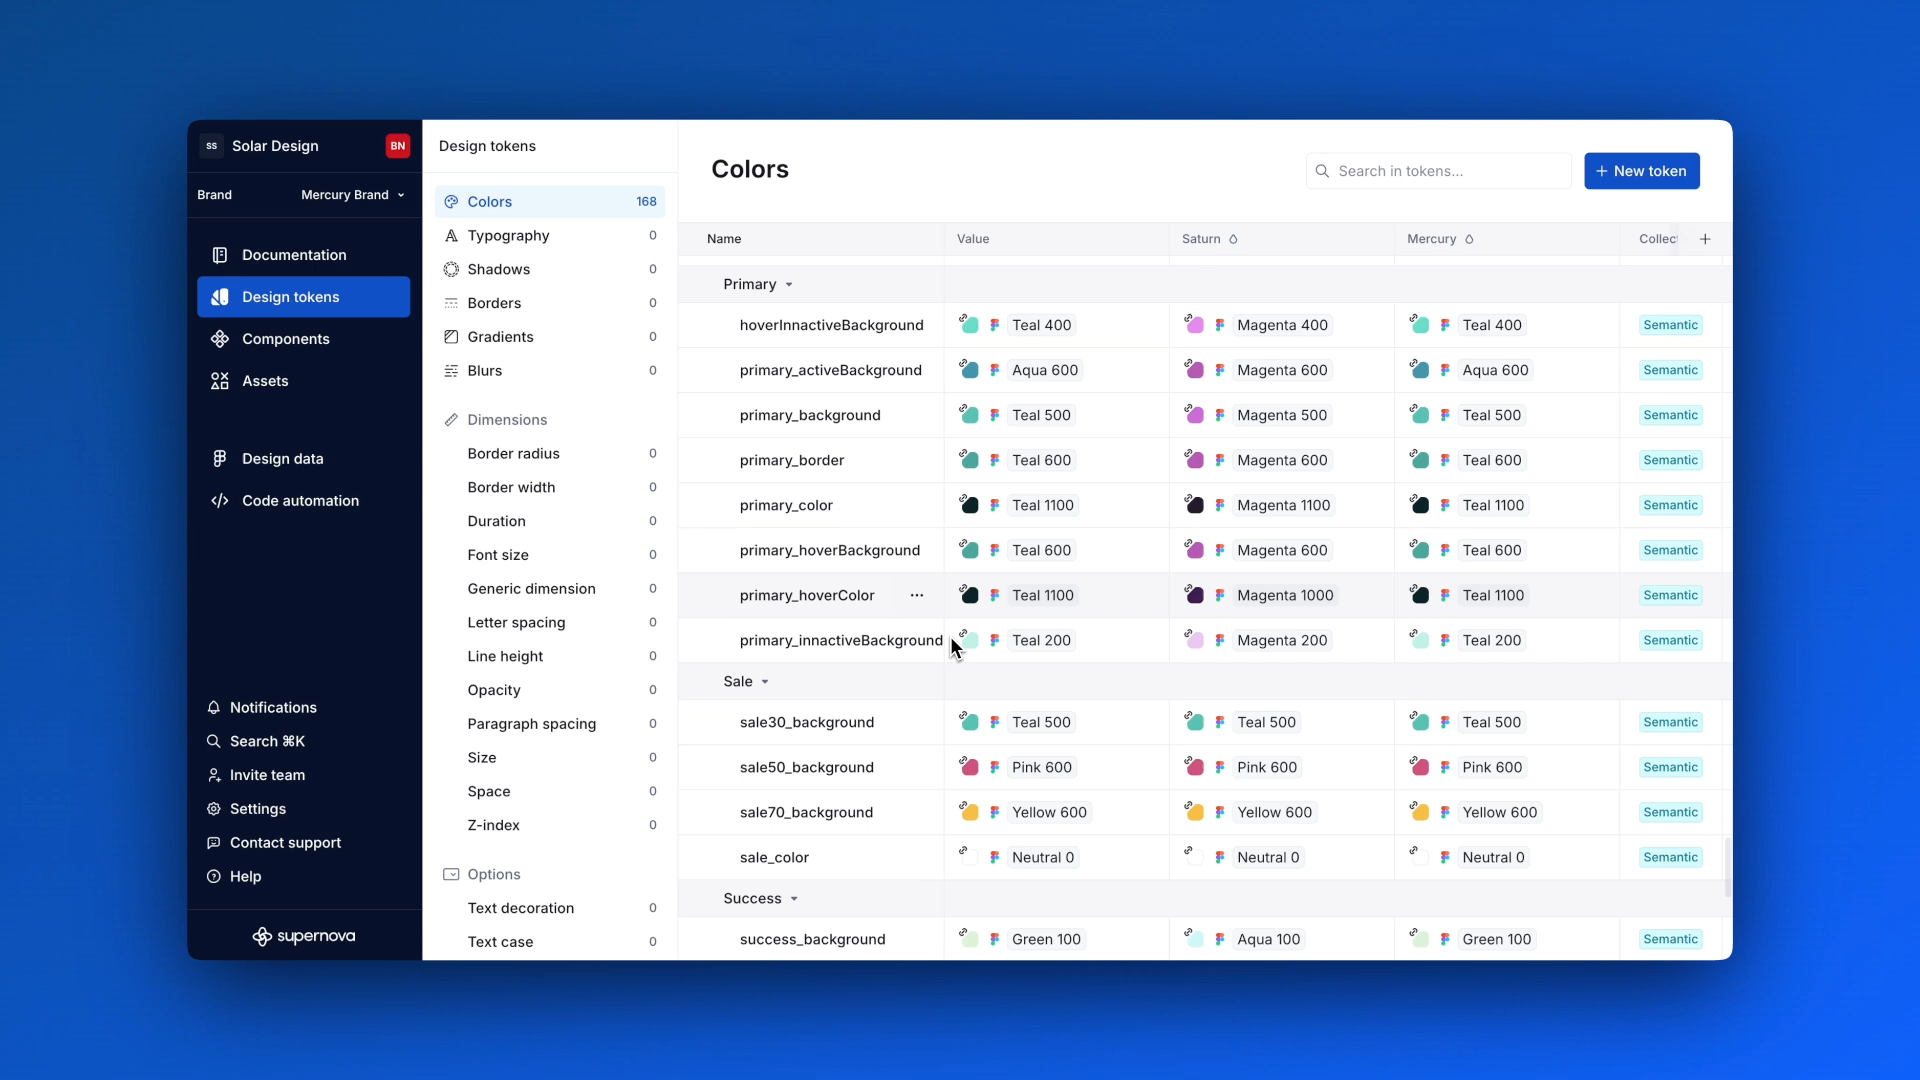 SS Solar Design BN
Brand Mercury Brand
Documentation
Design tokens
Components
Assets
Design data
Code automation
Notifications
Search ⌘K
Invite team
Settings
Contact support
Help
supernova
Design tokens
Colors 168
Typography 0
Shadows 0
Borders 0
Gradients 0
Blurs 0
Dimensions
Border radius 0
Border width 0
Duration 0
Font size 0
Generic dimension 0
Letter spacing 0
Line height 0
Opacity 0
Paragraph spacing 0
Size 0
Space 0
Z-index 0
Options
Text decoration 0
Text case 0
Colors
Search in tokens...
+ New token
Name Value Saturn Mercury Collec +
Primary
hoverInnactiveBackground Teal 400 Magenta 400 Teal 400 Semantic
primary_activeBackground Aqua 600 Magenta 600 Aqua 600 Semantic
primary_background Teal 500 Magenta 500 Teal 500 Semantic
primary_border Teal 600 Magenta 600 Teal 600 Semantic
primary_color Teal 1100 Magenta 1100 Teal 1100 Semantic
primary_hoverBackground Teal 600 Magenta 600 Teal 600 Semantic
primary_hoverColor ··· Teal 1100 Magenta 1000 Teal 1100 Semantic
primary_innactiveBackground Teal 200 Magenta 200 Teal 200 Semantic
Sale
sale30_background Teal 500 Teal 500 Teal 500 Semantic
sale50_background Pink 600 Pink 600 Pink 600 Semantic
sale70_background Yellow 600 Yellow 600 Yellow 600 Semantic
sale_color Neutral 0 Neutral 0 Neutral 0 Semantic
Success
success_background Green 100 Aqua 100 Green 100 Semantic